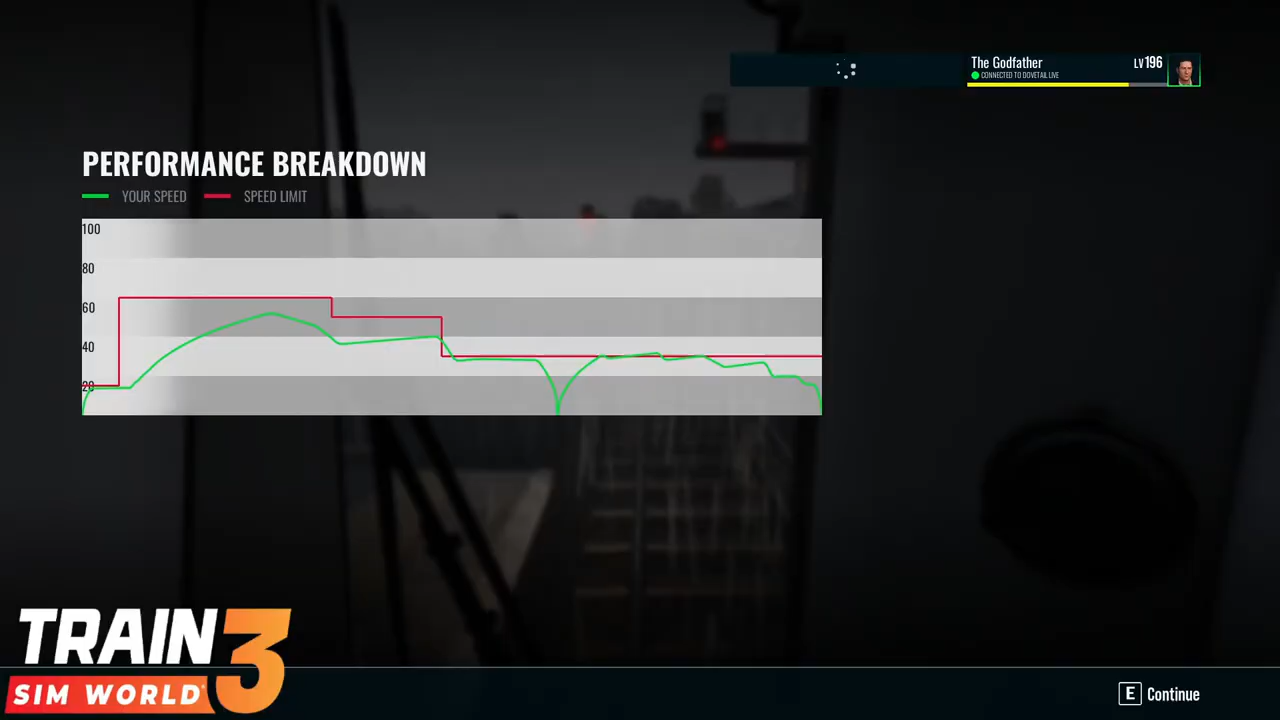 The Godfather
LV 196
CONNECTED TO DOVETAIL LIVE
PERFORMANCE BREAKDOWN
YOUR SPEED
SPEED LIMIT
100
80
60
40
20
TRAIN 3
SIM WORLD
E Continue